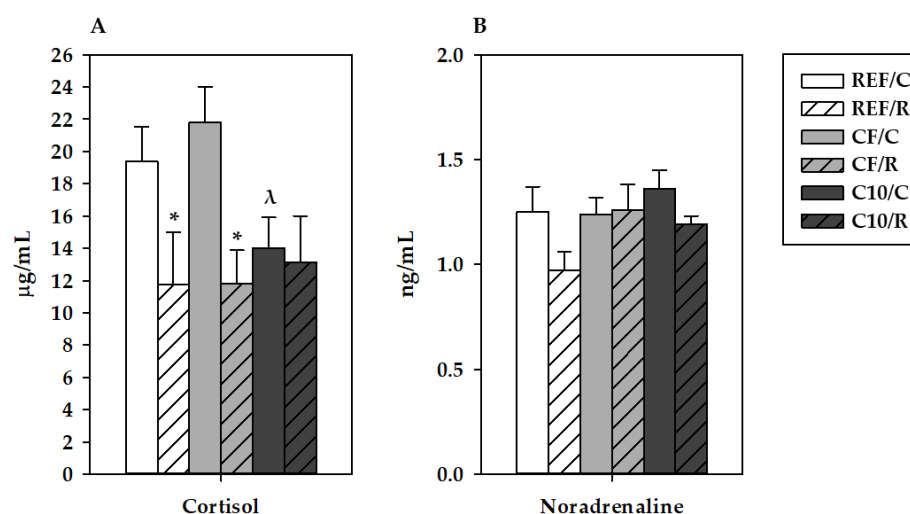 A
B
26
24
22
20
18
16
14
12
10
8
6
4
2
0
µg/mL
*
*
λ
Cortisol
2.0
1.5
1.0
0.5
0.0
ng/mL
Noradrenaline
REF/C
REF/R
CF/C
CF/R
C10/C
C10/R